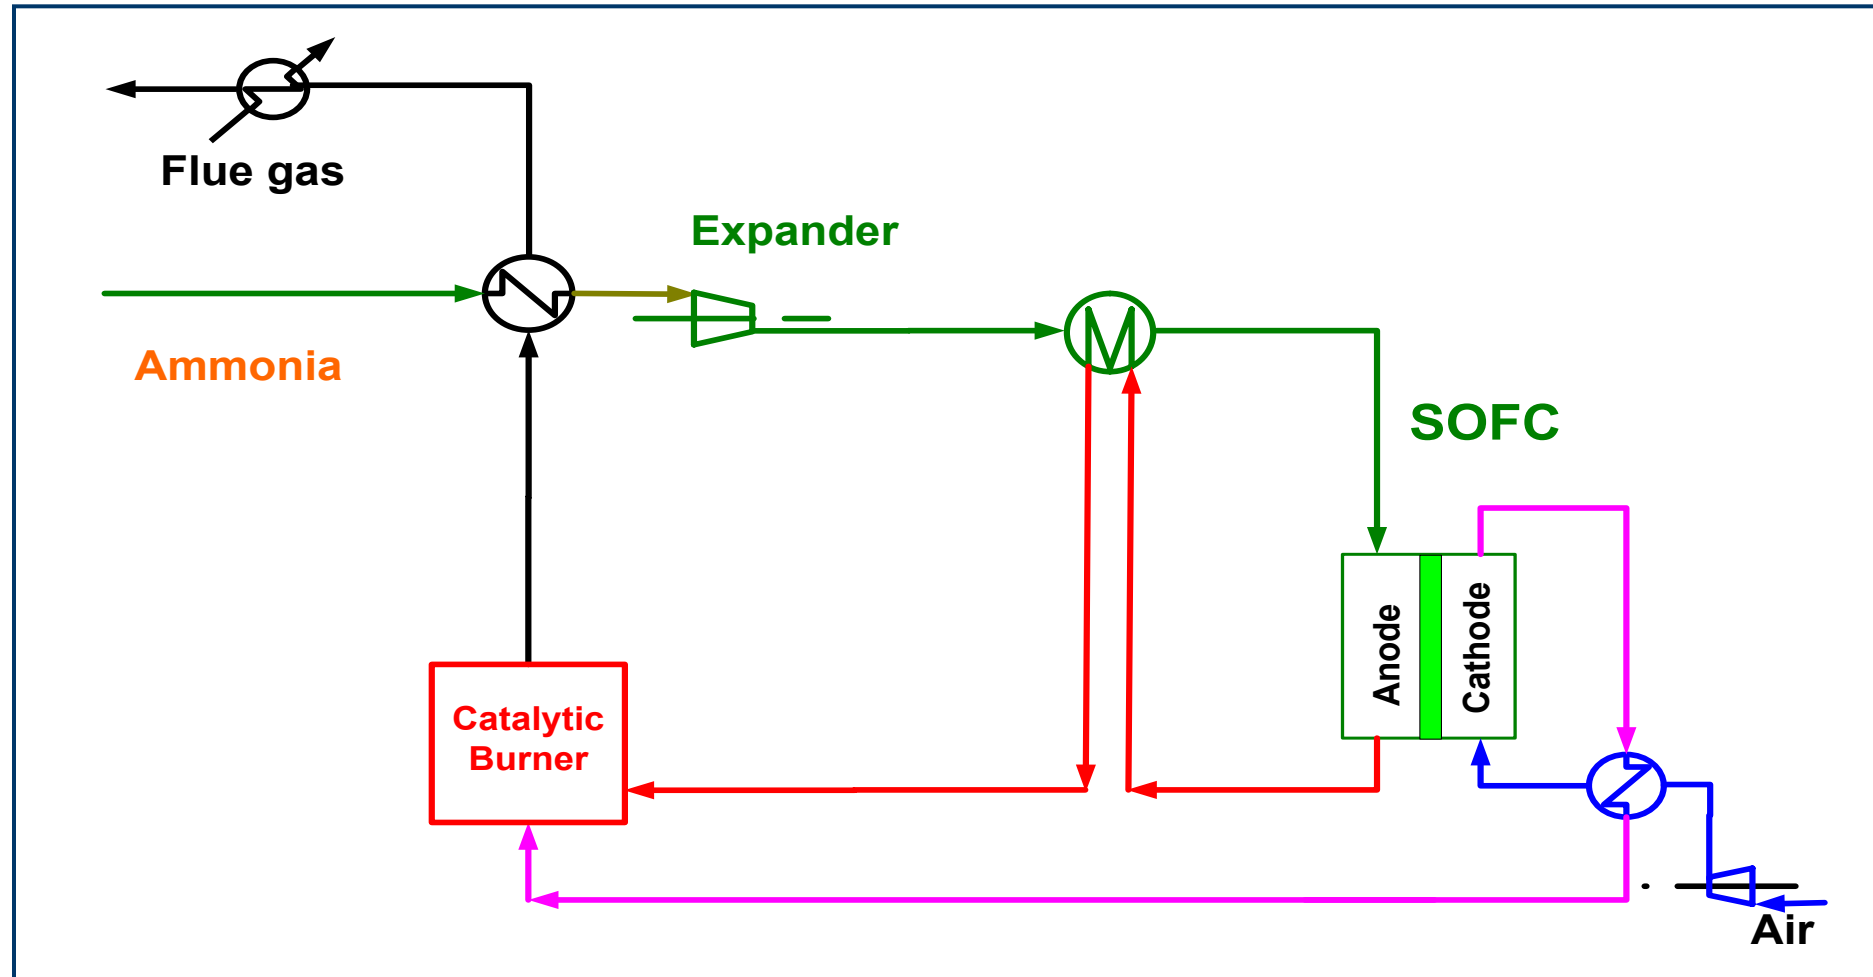 Flue gas
Expander
Ammonia
SOFC
Anode
Cathode
Catalytic
Burner
Air